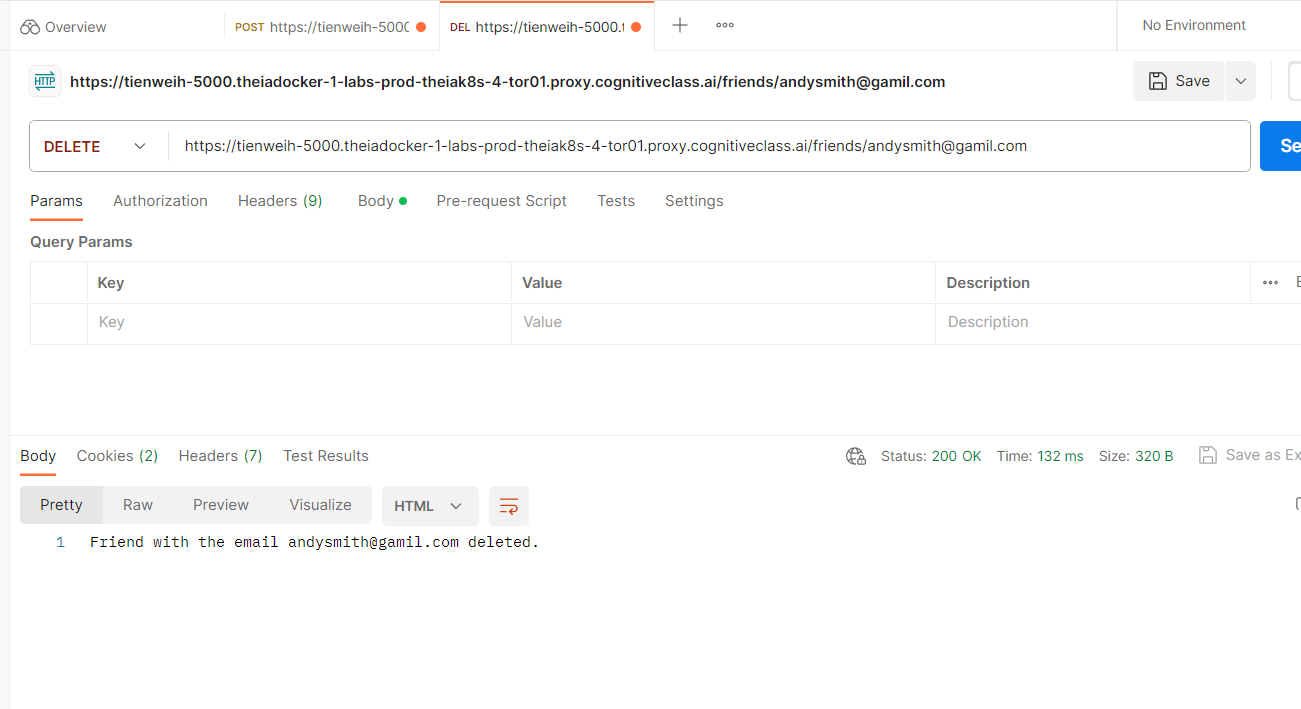 Overview
POST https://tienweih-5000
DEL https://tienweih-5000.t
No Environment
HTTP
https://tienweih-5000.theiadocker-1-labs-prod-theiak8s-4-tor01.proxy.cognitiveclass.ai/friends/andysmith@gamil.com
Save
DELETE
https://tienweih-5000.theiadocker-1-labs-prod-theiak8s-4-tor01.proxy.cognitiveclass.ai/friends/andysmith@gamil.com
Se
Params Authorization Headers (9) Body Pre-request Script Tests Settings
Query Params
Key Value Description
Key Value Description
Body Cookies (2) Headers (7) Test Results
Status: 200 OK Time: 132 ms Size: 320 B
Save as Ex
Pretty Raw Preview Visualize HTML
1 Friend with the email andysmith@gamil.com deleted.